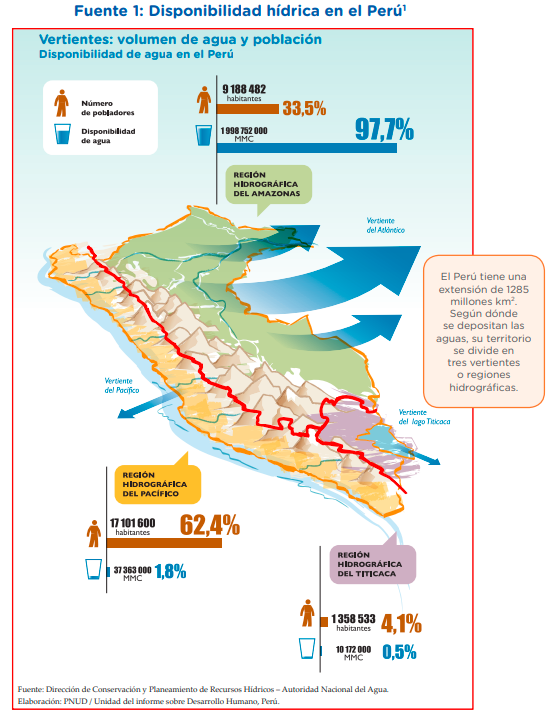 Fuente 1: Disponibilidad hídrica en el Perú¹
Vertientes: volumen de agua y población
Disponibilidad de agua en el Perú
Número
de pobladores
Disponibilidad
de agua
9 188 482
habitantes
33,5%
1 998 752 000
MMC
97,7%
REGIÓN
HIDROGRÁFICA
DEL AMAZONAS
Vertiente
del Atlántico
El Perú tiene una
extensión de 1285
millones km².
Según dónde
se depositan las
aguas, su territorio
se divide en
tres vertientes
o regiones
hidrográficas.
Vertiente
del Pacífico
Vertiente
del lago Titicaca
REGIÓN
HIDROGRÁFICA
DEL PACÍFICO
17 101 600
habitantes
62,4%
37 363 000
MMC
1,8%
REGIÓN
HIDROGRÁFICA
DEL TITICACA
1 358 533
habitantes
4,1%
10 172 000
MMC
0,5%
Fuente: Dirección de Conservación y Planeamiento de Recursos Hídricos – Autoridad Nacional del Agua.
Elaboración: PNUD / Unidad del informe sobre Desarrollo Humano, Perú.